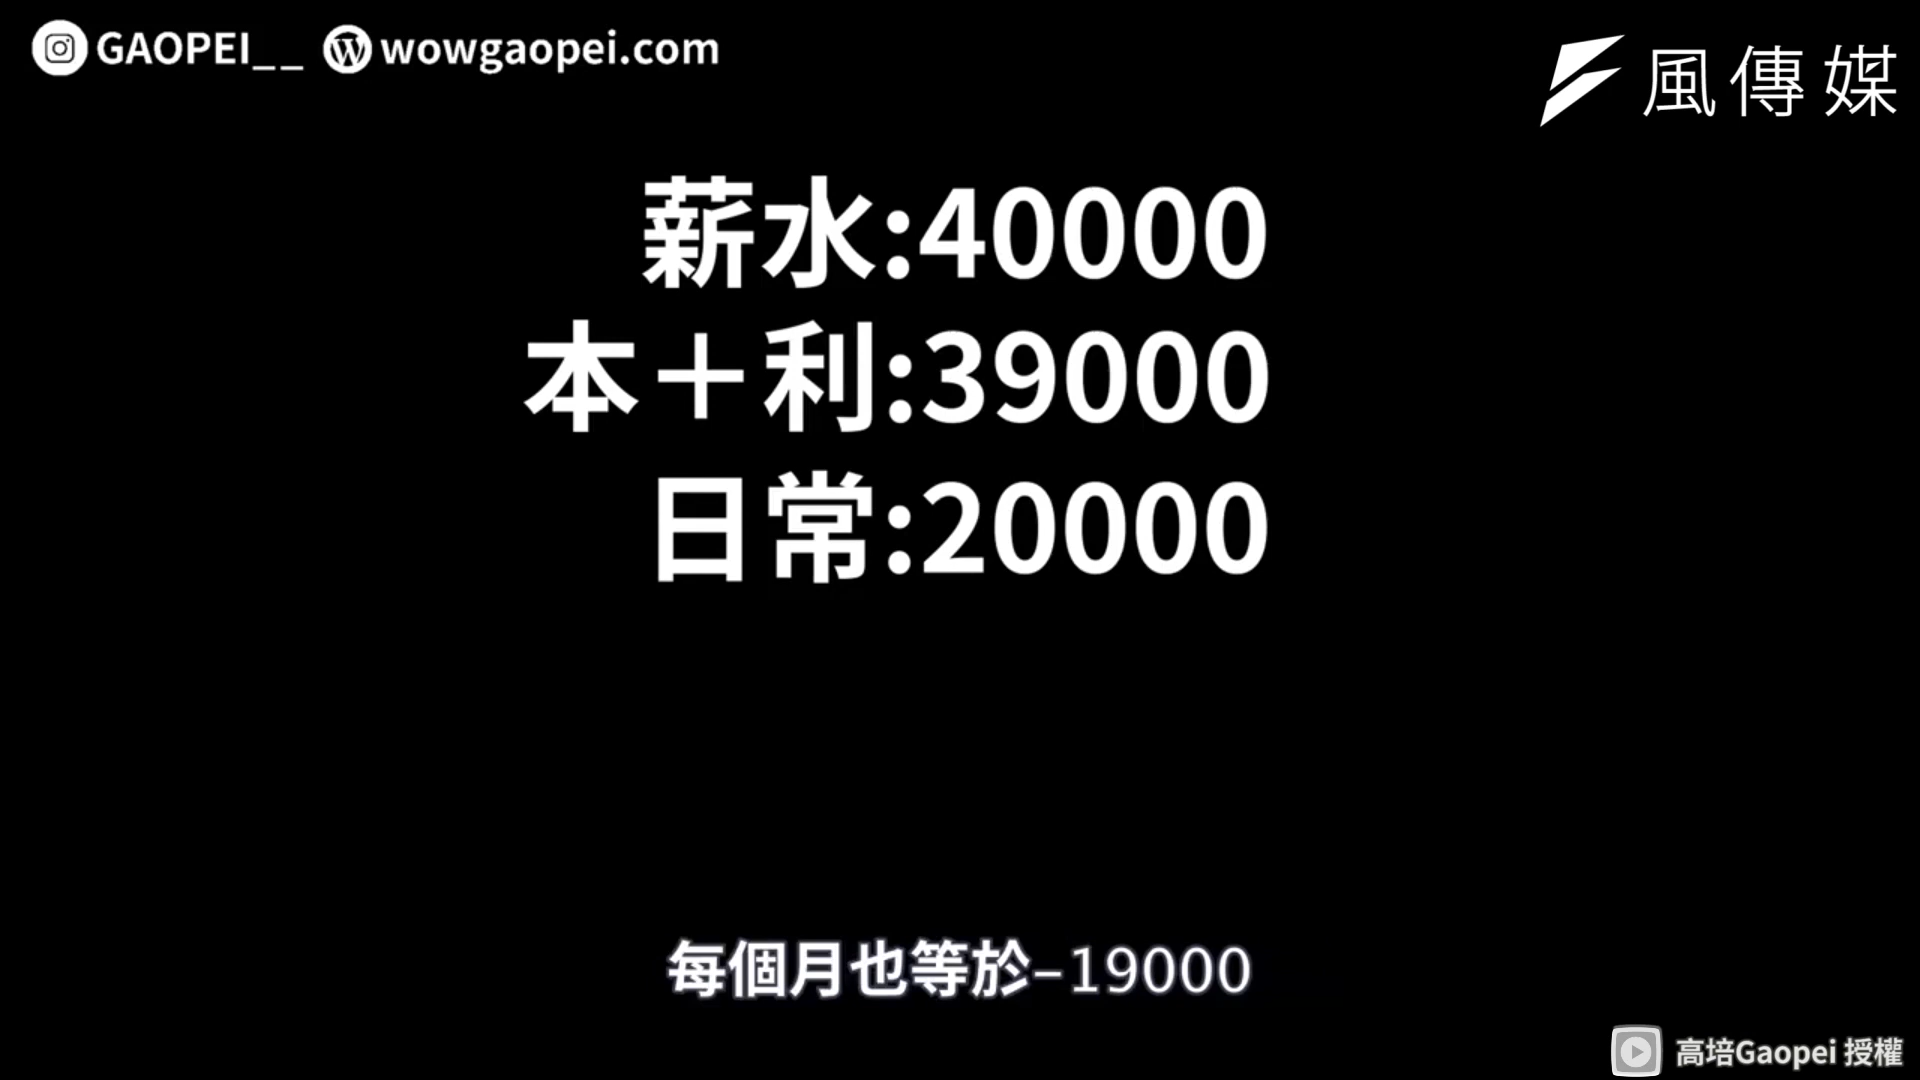 GAOPEI__ wowgaopei.com
風傳媒
薪水:40000
本＋利:39000
日常:20000
每個月也等於-19000
高培Gaopei 授權